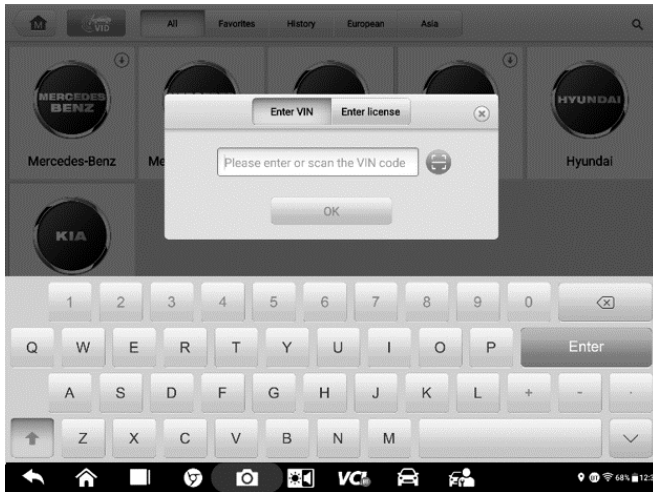 M VID All Favorites History European Asia
MERCEDES
BENZ
HYUNDAI
Enter VIN Enter license
Please enter or scan the VIN code
OK
Mercedes-Benz Me Hyundai
KIA
1 2 3 4 5 6 7 8 9 0
Q W E R T Y U I O P Enter
A S D F G H J K L + - .
Z X C V B N M
VCI 68% 12:3